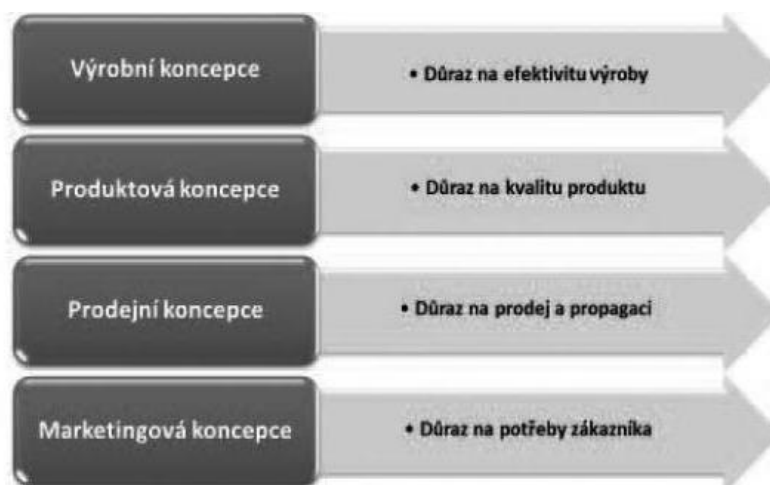 Výrobní koncepce
• Důraz na efektivitu výroby
Produktová koncepce
• Důraz na kvalitu produktu
Prodejní koncepce
• Důraz na prodej a propagaci
Marketingová koncepce
• Důraz na potřeby zákazníka